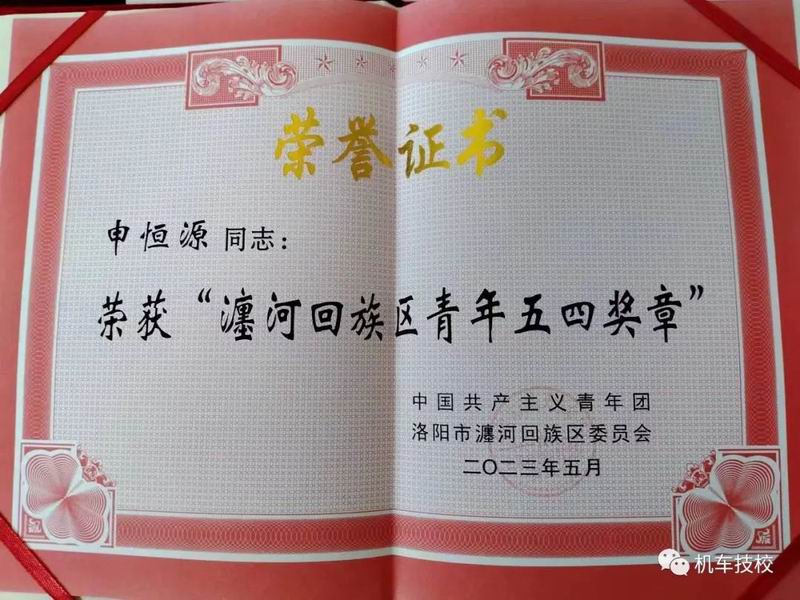 荣誉证书
申恒源 同志：
荣获“瀍河回族区青年五四奖章”
中国共产主义青年团
洛阳市瀍河回族区委员会
二〇二三年五月
机车技校